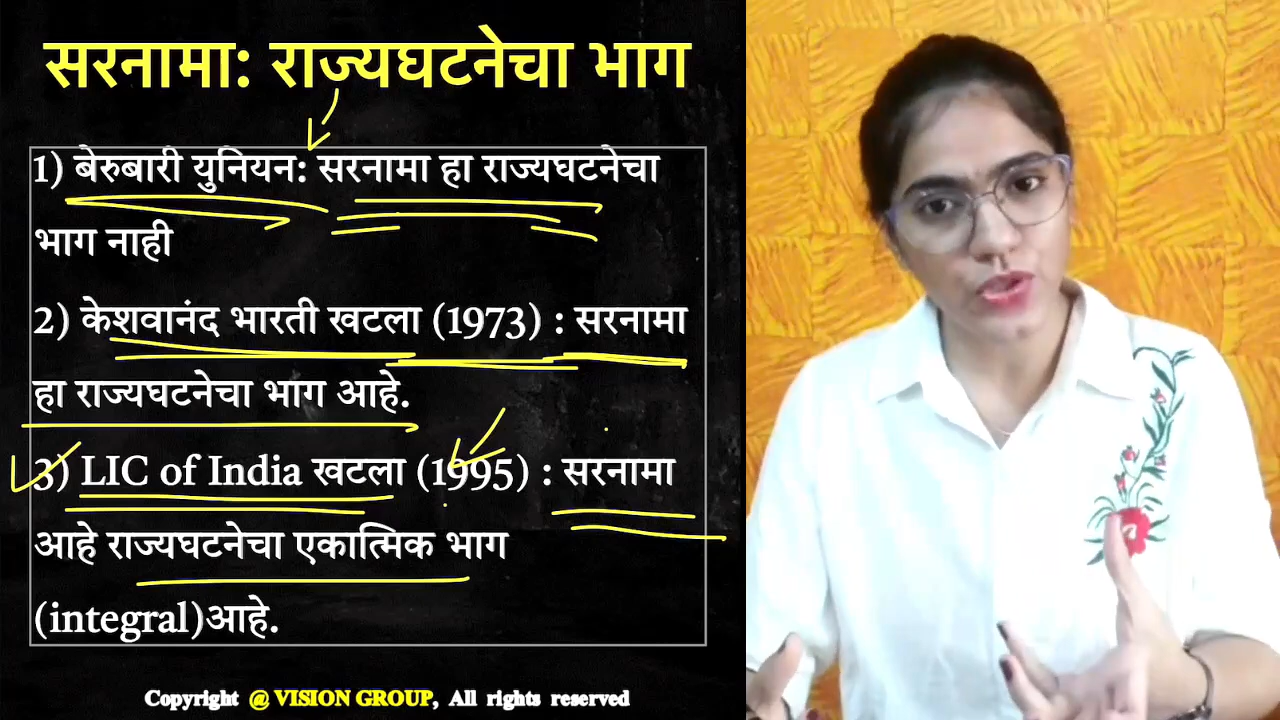 सरनामा: राज्यघटनेचा भाग
1) बेरुबारी युनियन: सरनामा हा राज्यघटनेचा
भाग नाही
2) केशवानंद भारती खटला (1973) : सरनामा
हा राज्यघटनेचा भाग आहे.
3) LIC of India खटला (1995) : सरनामा
आहे राज्यघटनेचा एकात्मिक भाग
(integral)आहे.
Copyright @ VISION GROUP, All rights reserved